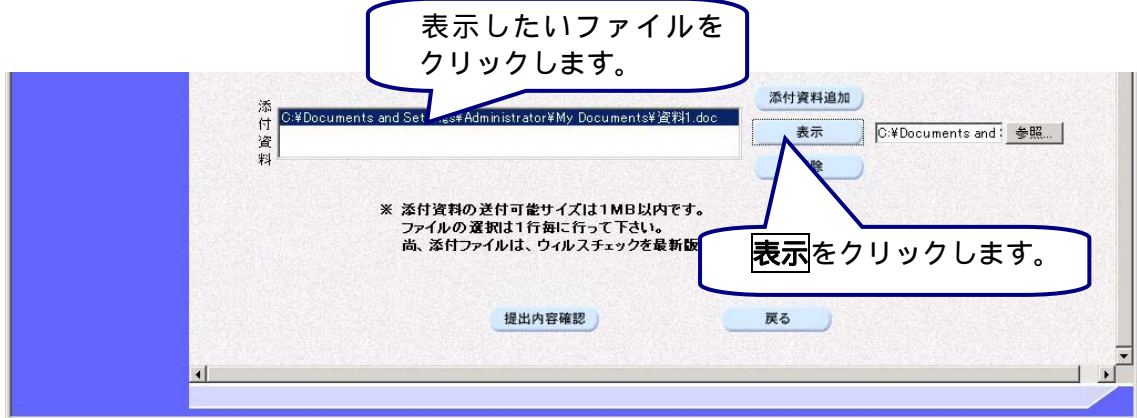 表示したいファイルを
クリックします。
添付資料追加
添付資料
C:¥Documents and Set gs¥Administrator¥My Documents¥資料1.doc
表示
C:¥Documents and
参照...
除
※ 添付資料の送付可能サイズは1MB以内です。
ファイルの選択は1行毎に行って下さい。
尚、添付ファイルは、ウィルスチェックを最新版
表示をクリックします。
提出内容確認
戻る